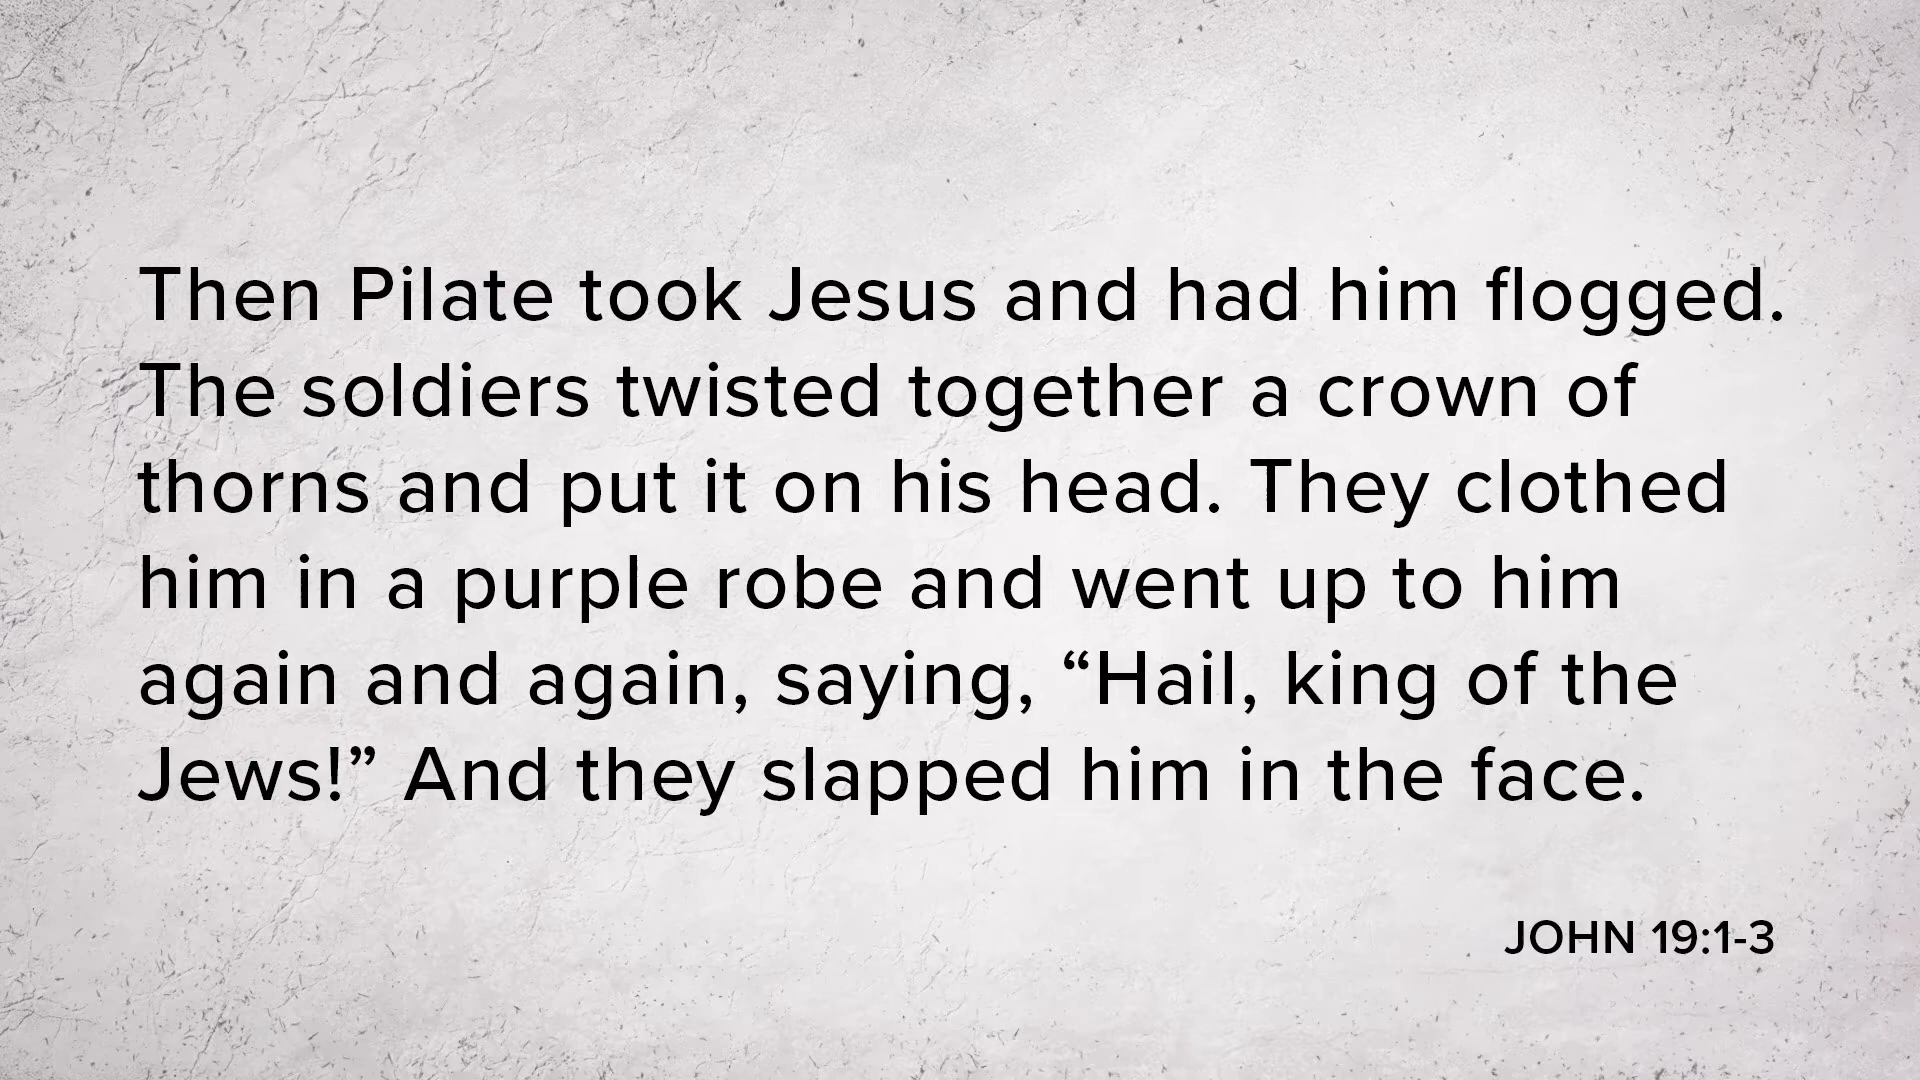 Then Pilate took Jesus and had him flogged.
The soldiers twisted together a crown of
thorns and put it on his head. They clothed
him in a purple robe and went up to him
again and again, saying, “Hail, king of the
Jews!” And they slapped him in the face.
JOHN 19:1-3